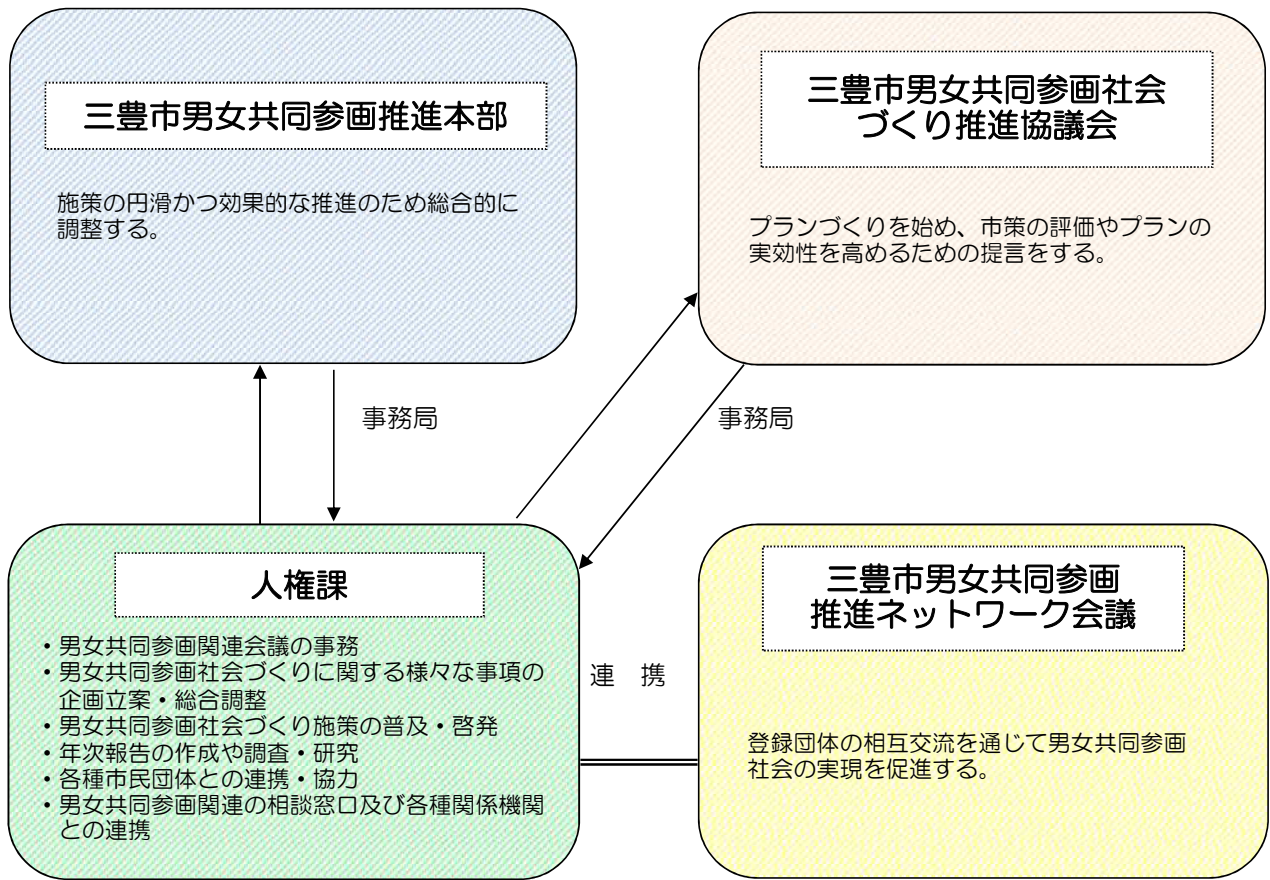 三豊市男女共同参画推進本部
施策の円滑かつ効果的な推進のため総合的に
調整する。
三豊市男女共同参画社会
づくり推進協議会
プランづくりを始め、市策の評価やプランの
実効性を高めるための提言をする。
事務局
事務局
人権課
・男女共同参画関連会議の事務
・男女共同参画社会づくりに関する様々な事項の
企画立案・総合調整
・男女共同参画社会づくり施策の普及・啓発
・年次報告の作成や調査・研究
・各種市民団体との連携・協力
・男女共同参画関連の相談窓口及び各種関係機関
との連携
連 携
三豊市男女共同参画
推進ネットワーク会議
登録団体の相互交流を通じて男女共同参画
社会の実現を促進する。